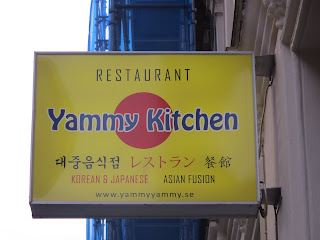 RESTAURANT
Yammy Kitchen
대중음식점 レストラン 餐館
KOREAN & JAPANESE ASIAN FUSION
www.yammyyammy.se